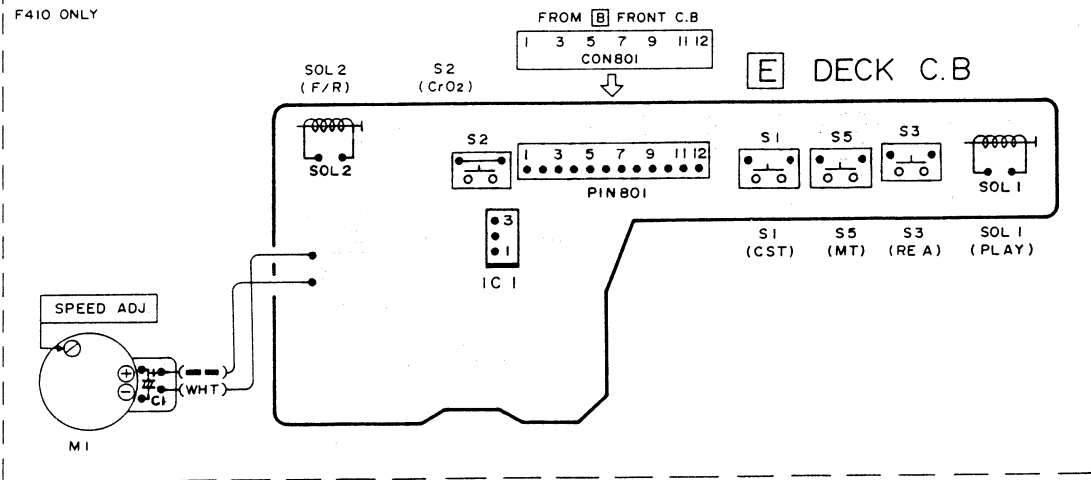 F410 ONLY
FROM B FRONT C.B
1 3 5 7 9 11 12
CON801
E DECK C.B
SOL 2
(F/R)
S2
(CrO2)
SOL 2
S2
1 3 5 7 9 11 12
PIN801
S1
S5
S3
SOL 1
3
1
IC 1
S1
(CST)
S5
(MT)
S3
(REA)
SOL 1
(PLAY)
SPEED ADJ
+
−
C1
(WHT)
M1